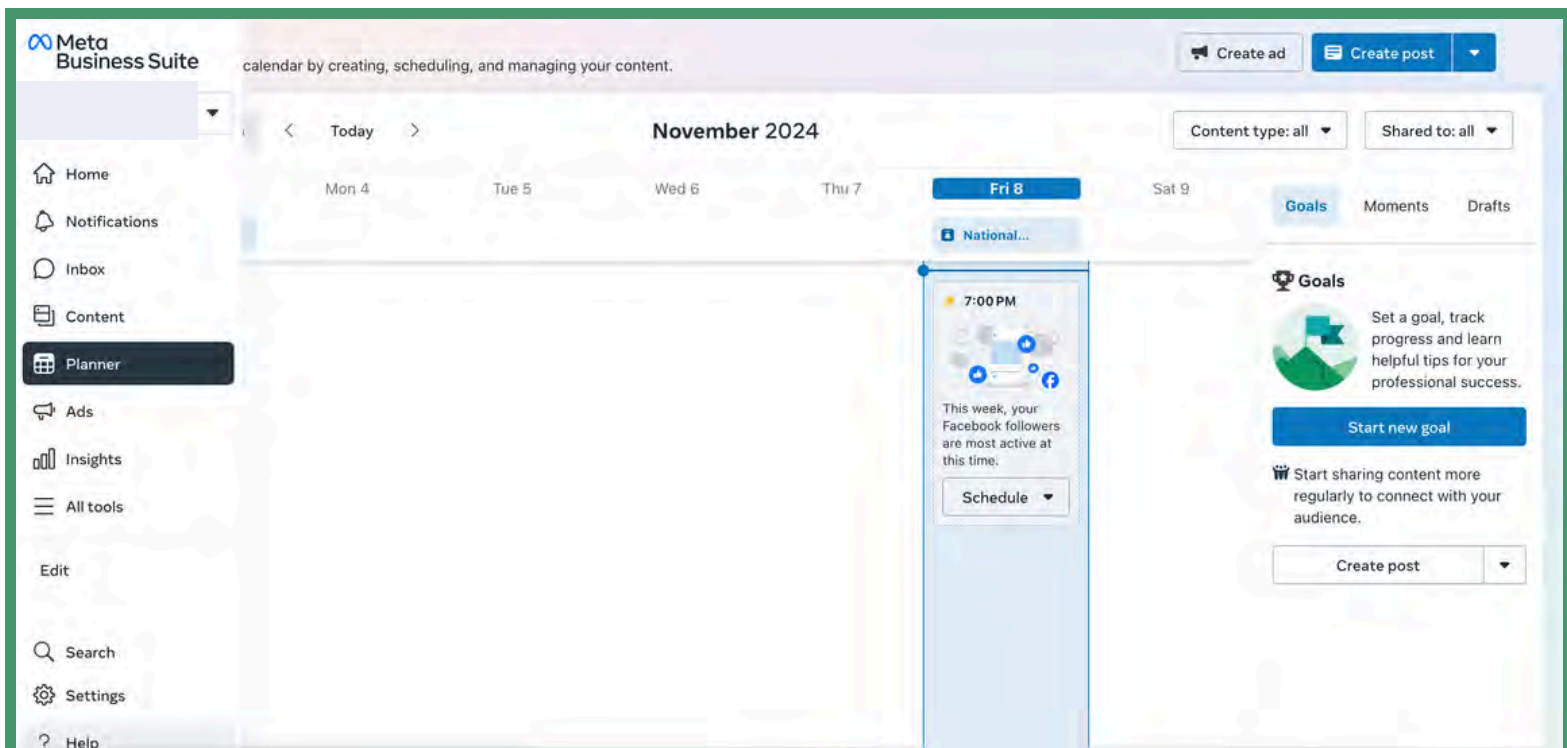 Meta
Business Suite
calendar by creating, scheduling, and managing your content.
Create ad
Create post
Today
November 2024
Content type: all
Shared to: all
Home
Notifications
Inbox
Content
Planner
Ads
Insights
All tools
Edit
Search
Settings
Help
Mon 4
Tue 5
Wed 6
Thu 7
Fri 8
Sat 9
National...
7:00 PM
This week, your
Facebook followers
are most active at
this time.
Schedule
Goals
Moments
Drafts
Goals
Set a goal, track
progress and learn
helpful tips for your
professional success.
Start new goal
Start sharing content more
regularly to connect with your
audience.
Create post